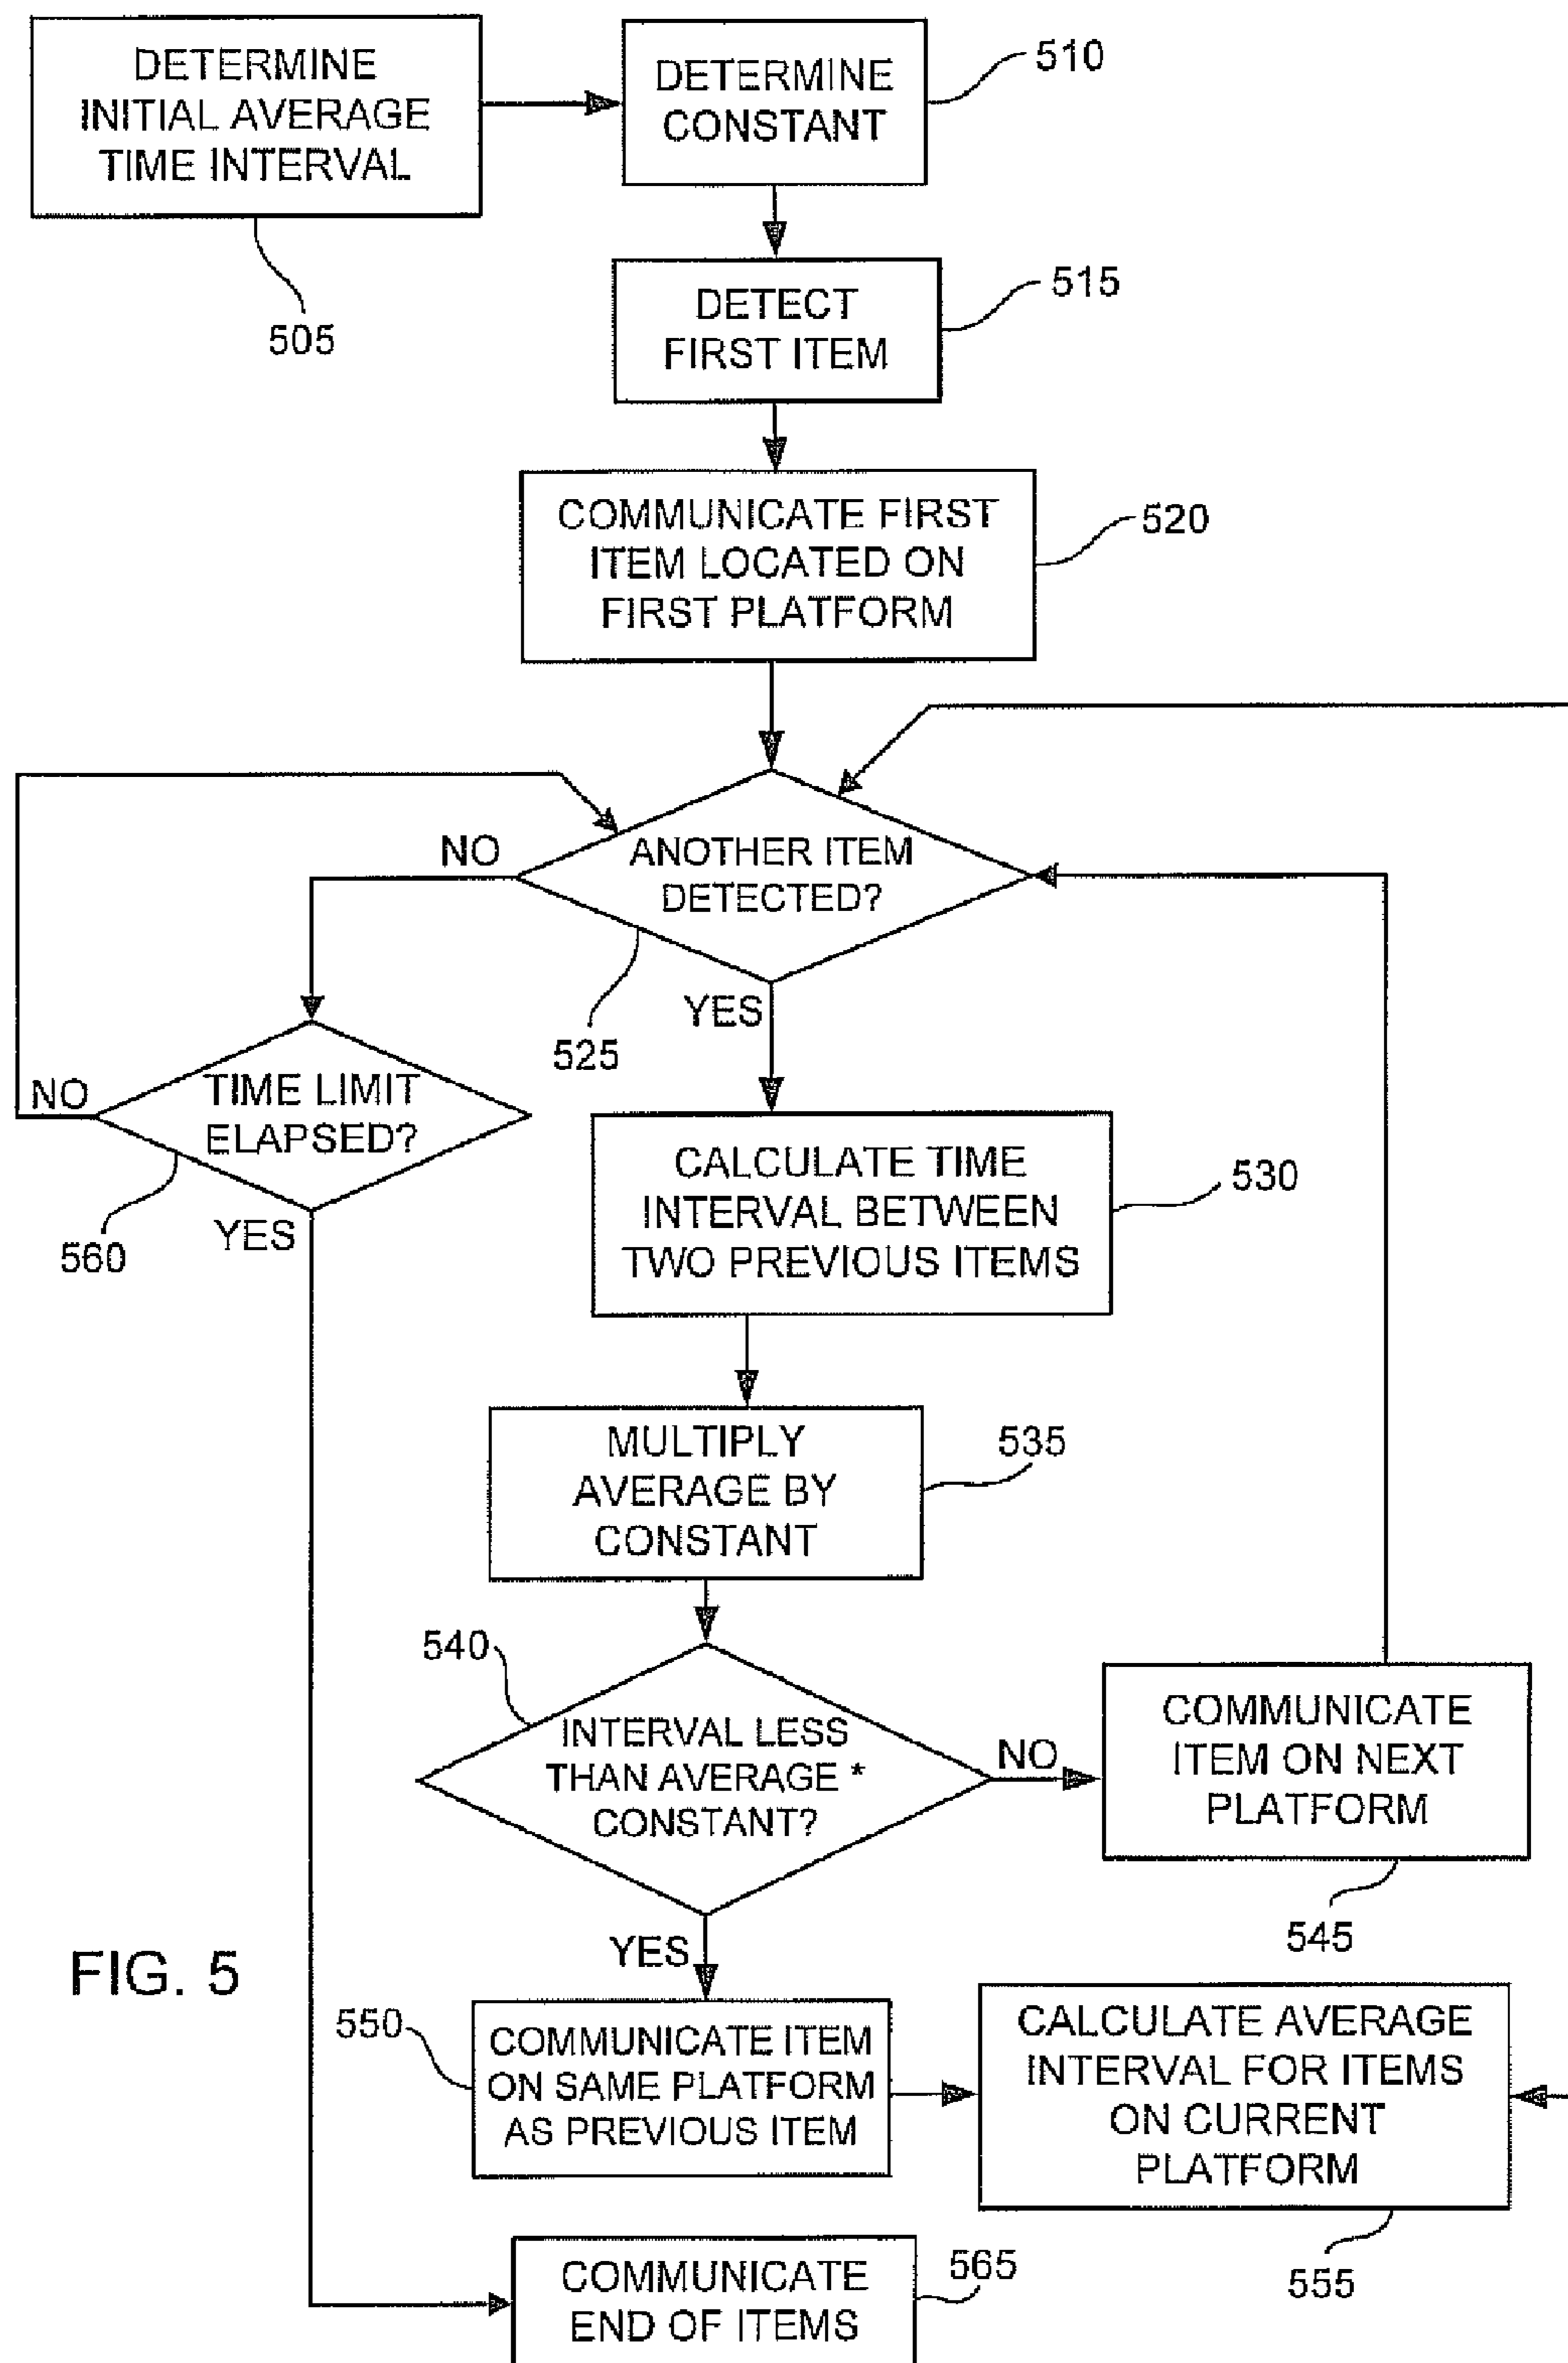 DETERMINE
INITIAL AVERAGE
TIME INTERVAL
505
DETERMINE
CONSTANT
510
DETECT
FIRST ITEM
515
COMMUNICATE FIRST
ITEM LOCATED ON
FIRST PLATFORM
520
ANOTHER ITEM
DETECTED?
NO
YES
525
TIME LIMIT
ELAPSED?
NO
YES
560
CALCULATE TIME
INTERVAL BETWEEN
TWO PREVIOUS ITEMS
530
MULTIPLY
AVERAGE BY
CONSTANT
535
540
INTERVAL LESS
THAN AVERAGE *
CONSTANT?
NO
YES
COMMUNICATE
ITEM ON NEXT
PLATFORM
545
FIG. 5
550
COMMUNICATE ITEM
ON SAME PLATFORM
AS PREVIOUS ITEM
CALCULATE AVERAGE
INTERVAL FOR ITEMS
ON CURRENT
PLATFORM
555
COMMUNICATE
END OF ITEMS
565